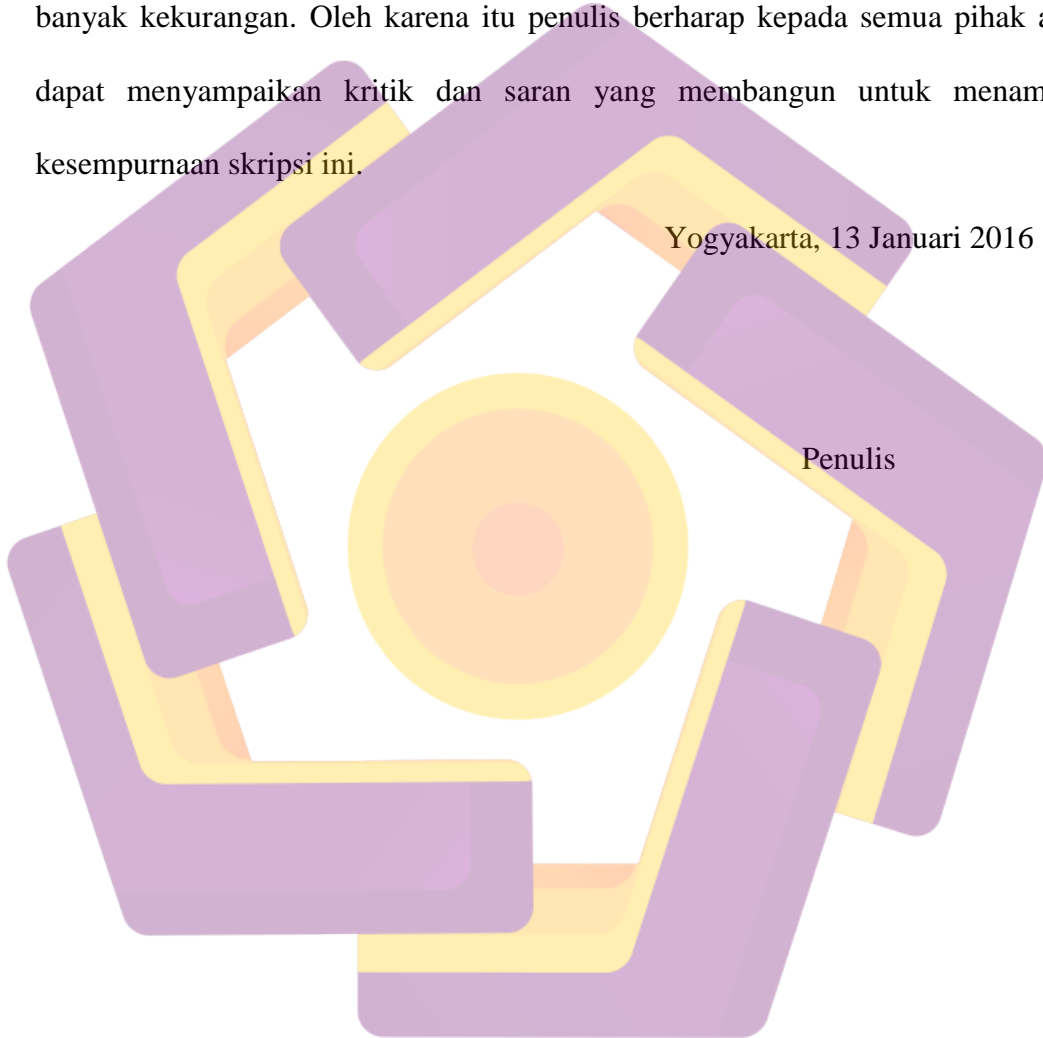 banyak kekurangan. Oleh karena itu penulis berharap kepada semua pihak
dapat menyampaikan kritik dan saran yang membangun untuk
kesempurnaan skripsi ini.
Yogyakarta, 13 Januari 2016
Penulis